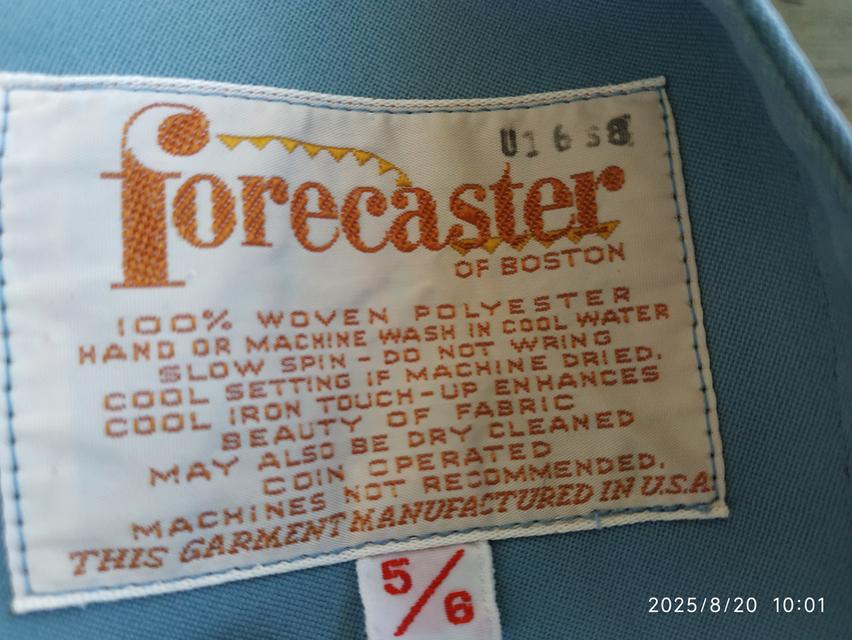 U1658
forecaster
OF BOSTON
100% WOVEN POLYESTER
HAND OR MACHINE WASH IN COOL WATER
SLOW SPIN - DO NOT WRING
COOL SETTING IF MACHINE DRIED.
COOL IRON TOUCH-UP ENHANCES
BEAUTY OF FABRIC
MAY ALSO BE DRY CLEANED
COIN OPERATED
MACHINES NOT RECOMMENDED.
THIS GARMENT MANUFACTURED IN U.S.A.
5/6
2025/8/20 10:01